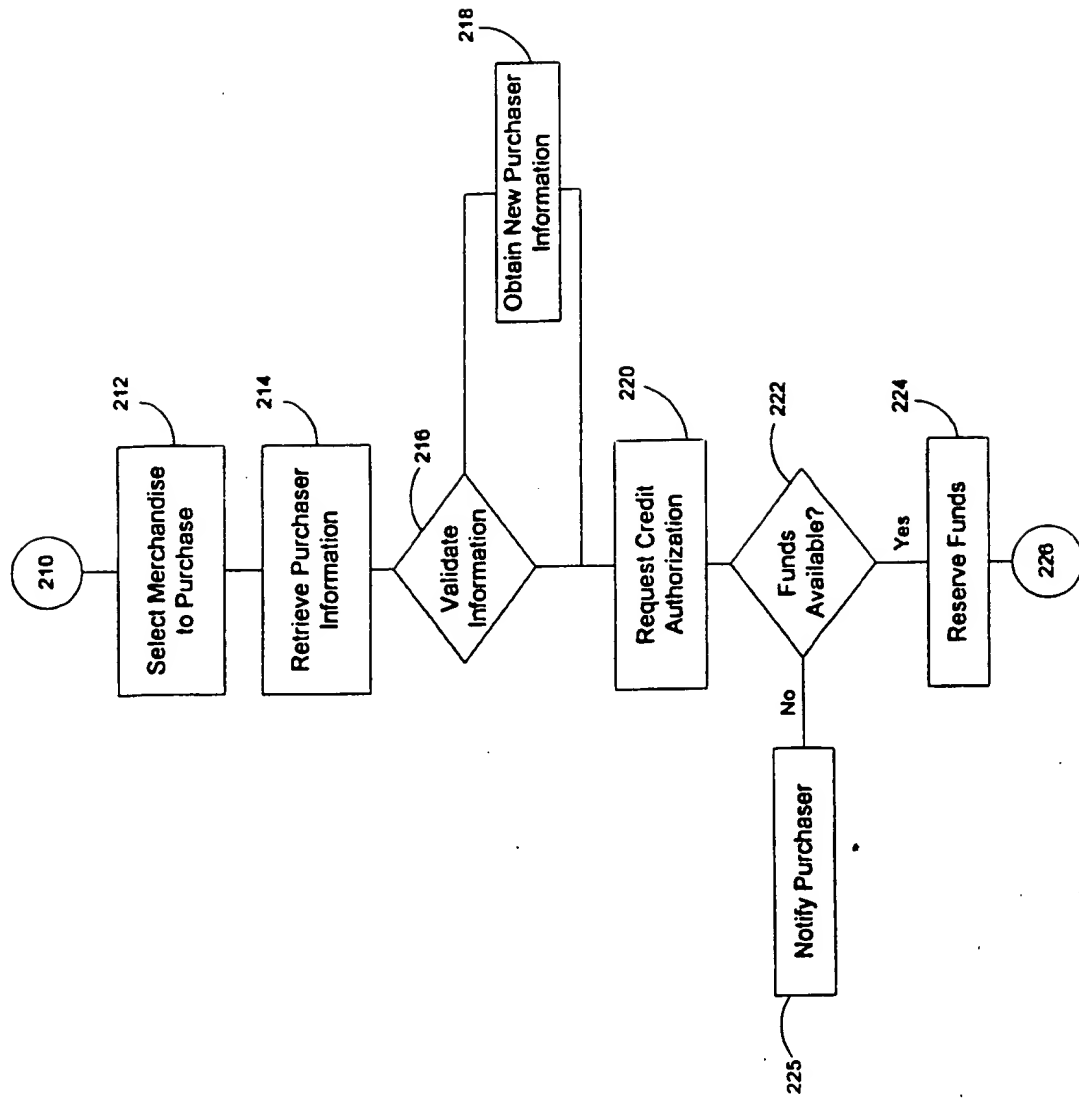 210
212
Select Merchandise
to Purchase
214
Retrieve Purchaser
Information
216
Validate
Information
218
Obtain New Purchaser
Information
220
Request Credit
Authorization
222
Funds
Available?
No
Yes
225
Notify Purchaser
224
Reserve Funds
226